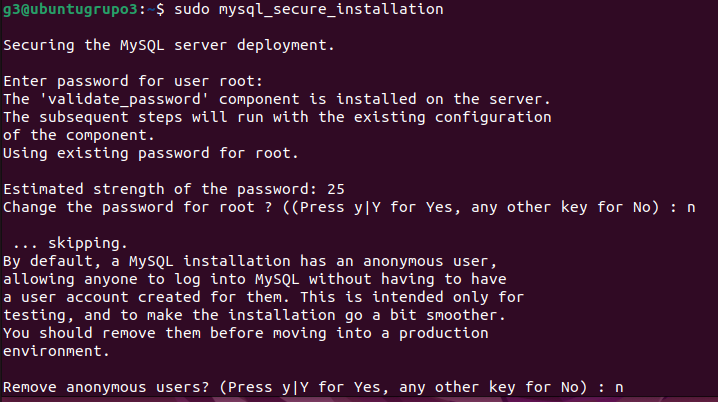 g3@ubuntugrupo3:~$ sudo mysql_secure_installation
Securing the MySQL server deployment.
Enter password for user root:
The 'validate_password' component is installed on the server.
The subsequent steps will run with the existing configuration
of the component.
Using existing password for root.
Estimated strength of the password: 25
Change the password for root ? ((Press y|Y for Yes, any other key for No) : n
... skipping.
By default, a MySQL installation has an anonymous user,
allowing anyone to log into MySQL without having to have
a user account created for them. This is intended only for
testing, and to make the installation go a bit smoother.
You should remove them before moving into a production
environment.
Remove anonymous users? (Press y|Y for Yes, any other key for No) : n